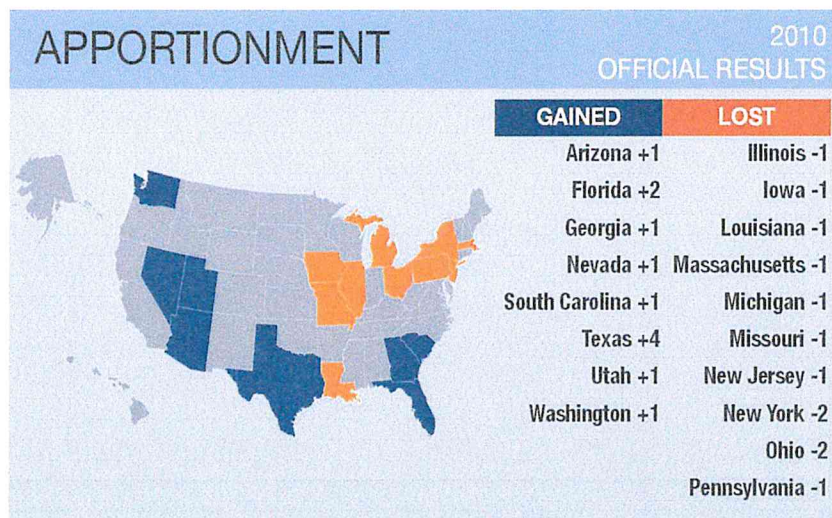 APPORTIONMENT
2010
OFFICIAL RESULTS
GAINED
Arizona +1
Florida +2
Georgia +1
Nevada +1
South Carolina +1
Texas +4
Utah +1
Washington +1
LOST
Illinois -1
Iowa -1
Louisiana -1
Massachusetts -1
Michigan -1
Missouri -1
New Jersey -1
New York -2
Ohio -2
Pennsylvania -1